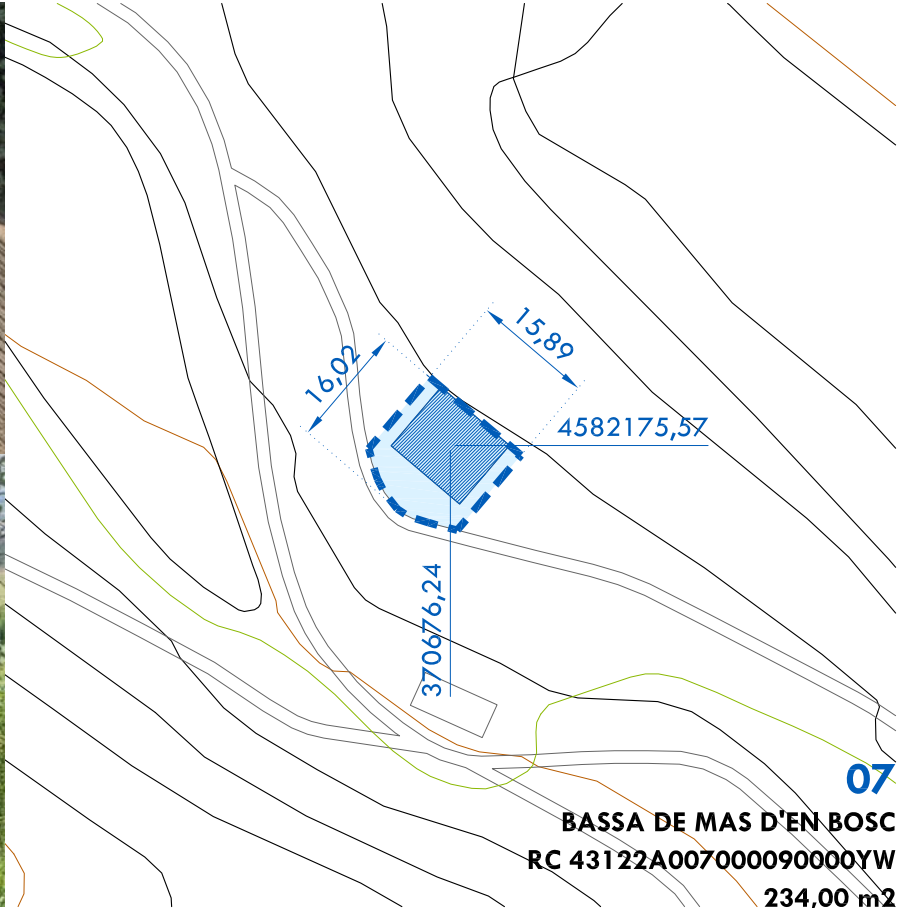 15,89
16,02
4582175,57
370676,24
07
BASSA DE MAS D'EN BOSC
RC 43122A007000090000YW
234,00 m2